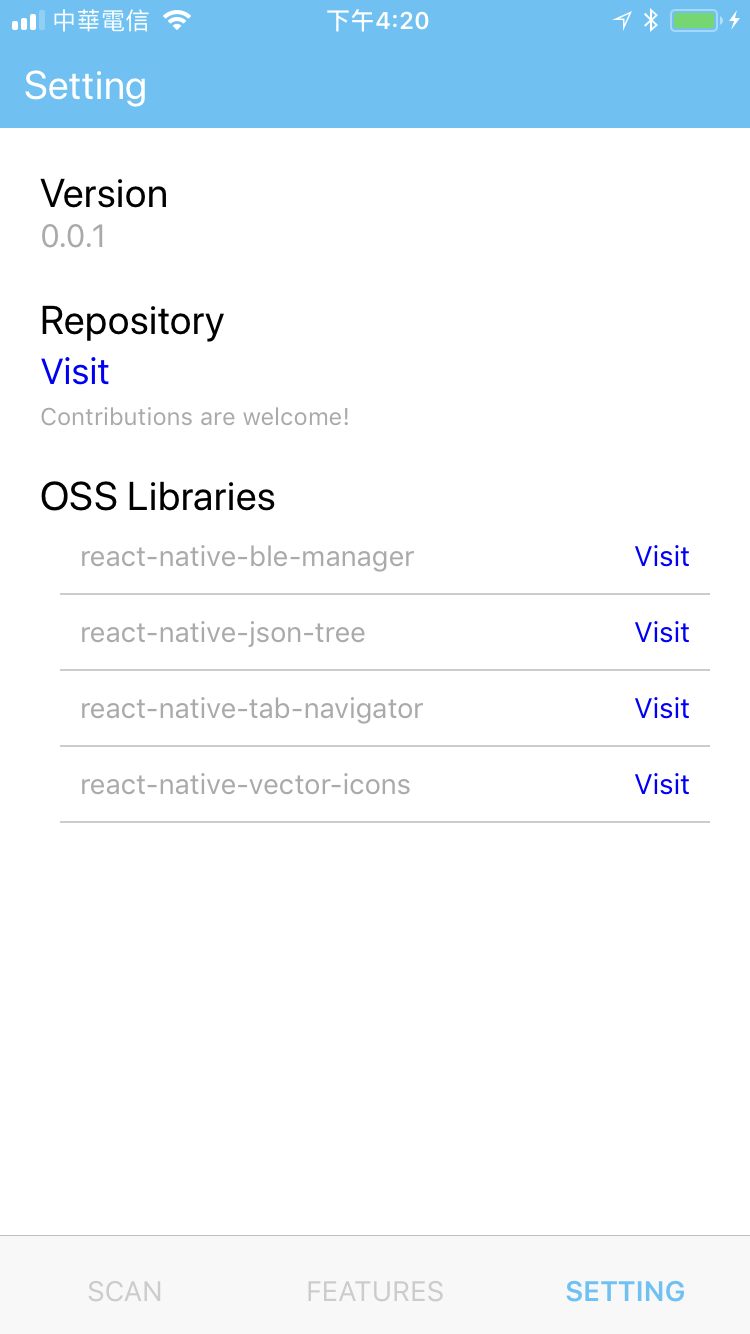 中華電信 下午4:20
Setting
Version
0.0.1
Repository
Visit
Contributions are welcome!
OSS Libraries
react-native-ble-manager Visit
react-native-json-tree Visit
react-native-tab-navigator Visit
react-native-vector-icons Visit
SCAN FEATURES SETTING